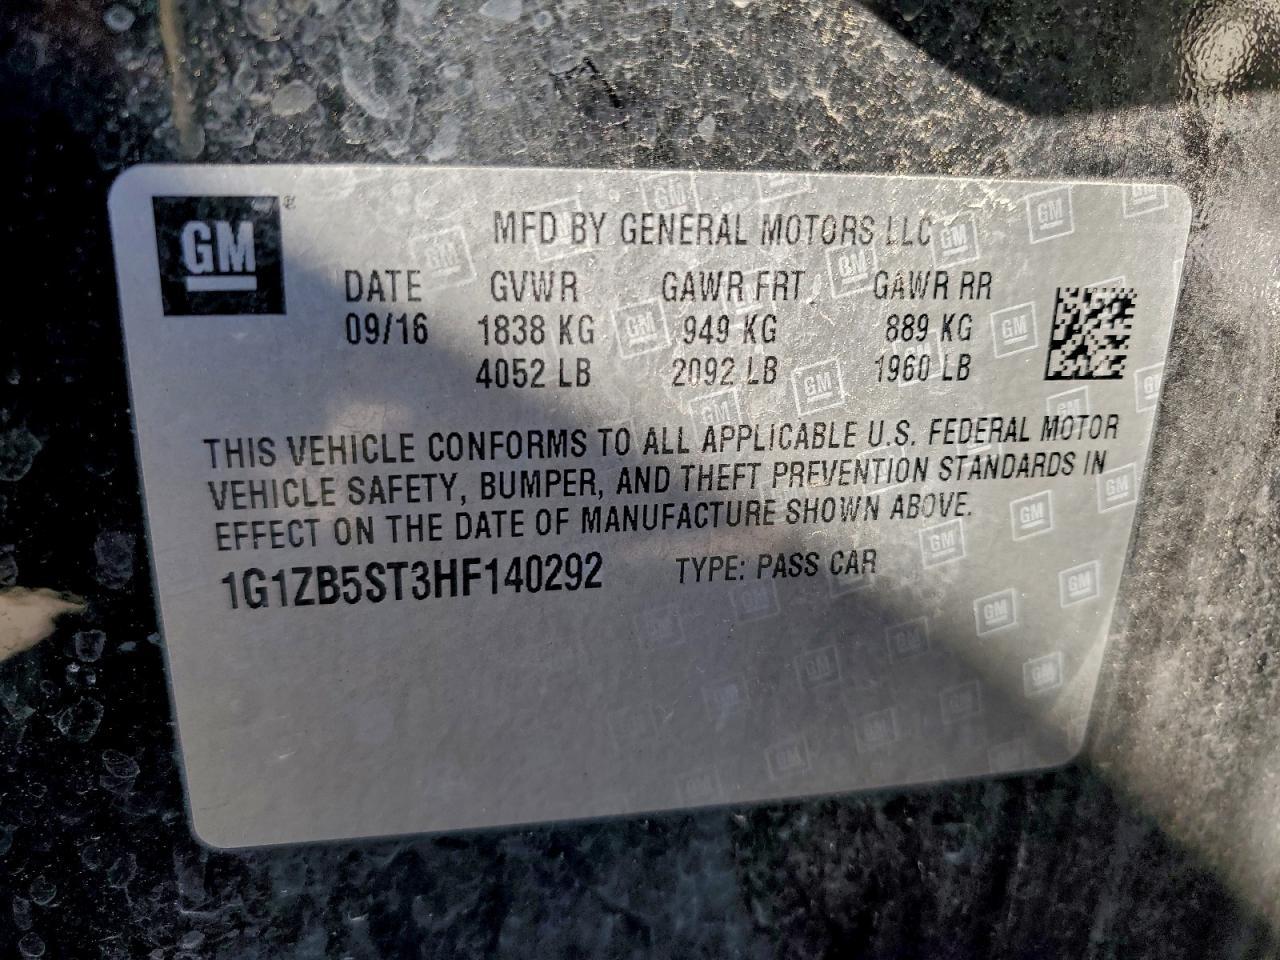 GM®
MFD BY GENERAL MOTORS LLC
DATE GVWR GAWR FRT GAWR RR
09/16 1838 KG 949 KG 889 KG
4052 LB 2092 LB 1960 LB
THIS VEHICLE CONFORMS TO ALL APPLICABLE U.S. FEDERAL MOTOR
VEHICLE SAFETY, BUMPER, AND THEFT PREVENTION STANDARDS IN
EFFECT ON THE DATE OF MANUFACTURE SHOWN ABOVE.
1G1ZB5ST3HF140292 TYPE: PASS CAR